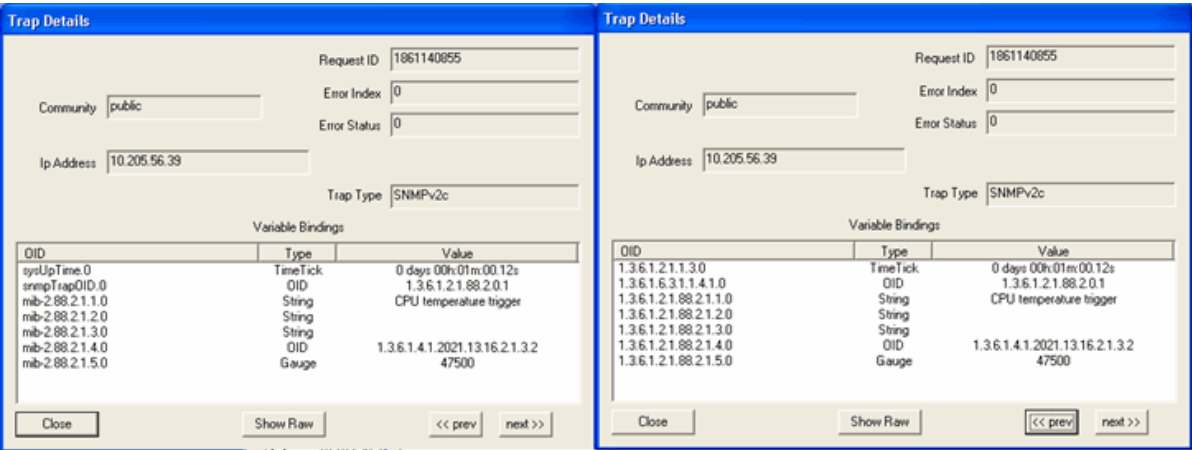 Trap Details
Request ID 1861140855
Community public
Error Index 0
Error Status 0
Ip Address 10.205.56.39
Trap Type SNMPv2c
Variable Bindings
OID Type Value
sysUpTime.0 TimeTick 0 days 00h:01m:00.12s
snmpTrapOID.0 OID 1.3.6.1.2.1.88.2.0.1
mib-2.88.2.1.1.0 String CPU temperature trigger
mib-2.88.2.1.2.0 String
mib-2.88.2.1.3.0 String
mib-2.88.2.1.4.0 OID 1.3.6.1.4.1.2021.13.16.2.1.3.2
mib-2.88.2.1.5.0 Gauge 47500
Close Show Raw << prev next >>
Trap Details
Request ID 1861140855
Community public
Error Index 0
Error Status 0
Ip Address 10.205.56.39
Trap Type SNMPv2c
Variable Bindings
OID Type Value
1.3.6.1.2.1.1.3.0 TimeTick 0 days 00h:01m:00.12s
1.3.6.1.6.3.1.1.4.1.0 OID 1.3.6.1.2.1.88.2.0.1
1.3.6.1.2.1.88.2.1.1.0 String CPU temperature trigger
1.3.6.1.2.1.88.2.1.2.0 String
1.3.6.1.2.1.88.2.1.3.0 String
1.3.6.1.2.1.88.2.1.4.0 OID 1.3.6.1.4.1.2021.13.16.2.1.3.2
1.3.6.1.2.1.88.2.1.5.0 Gauge 47500
Close Show Raw << prev next >>